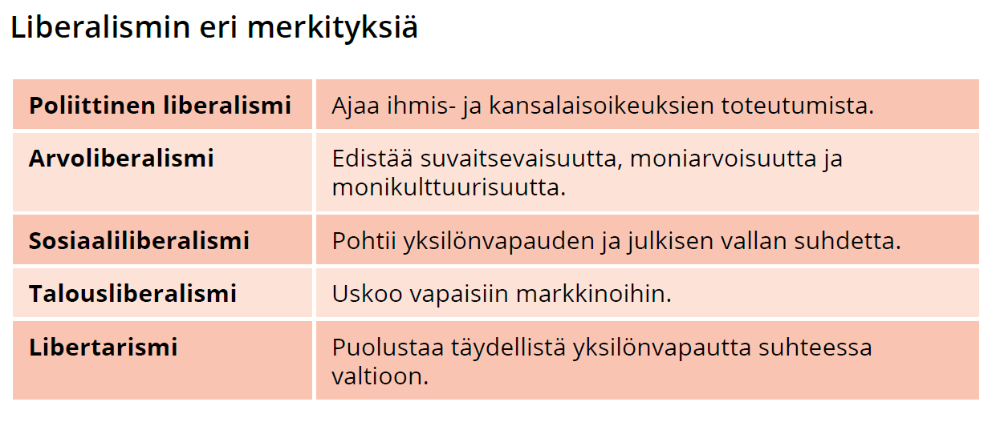 Liberalismin eri merkityksiä
Poliittinen liberalismi
Ajaa ihmis- ja kansalaisoikeuksien toteutumista.
Arvoliberalismi
Edistää suvaitsevaisuutta, moniarvoisuutta ja
monikulttuurisuutta.
Sosiaaliliberalismi
Pohtii yksilönvapauden ja julkisen vallan suhdetta.
Talousliberalismi
Uskoo vapaisiin markkinoihin.
Libertarismi
Puolustaa täydellistä yksilönvapautta suhteessa
valtioon.